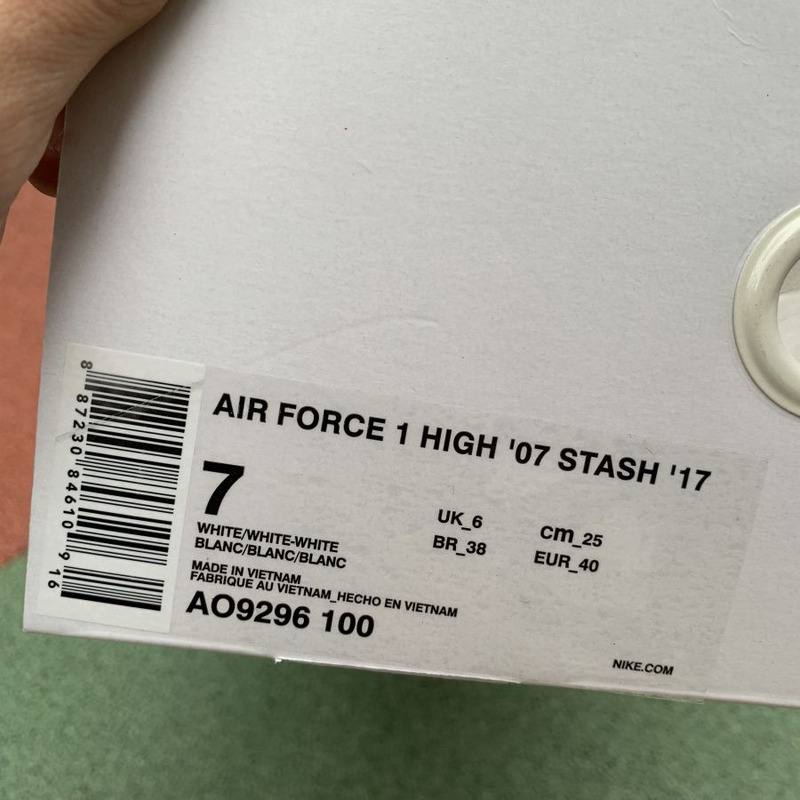 AIR FORCE 1 HIGH '07 STASH '17
7
UK_6 cm_25
BR_38 EUR_40
WHITE/WHITE-WHITE
BLANC/BLANC/BLANC
MADE IN VIETNAM
FABRIQUE AU VIETNAM_HECHO EN VIETNAM
AO9296 100
NIKE.COM
8 87230 84610 9 16